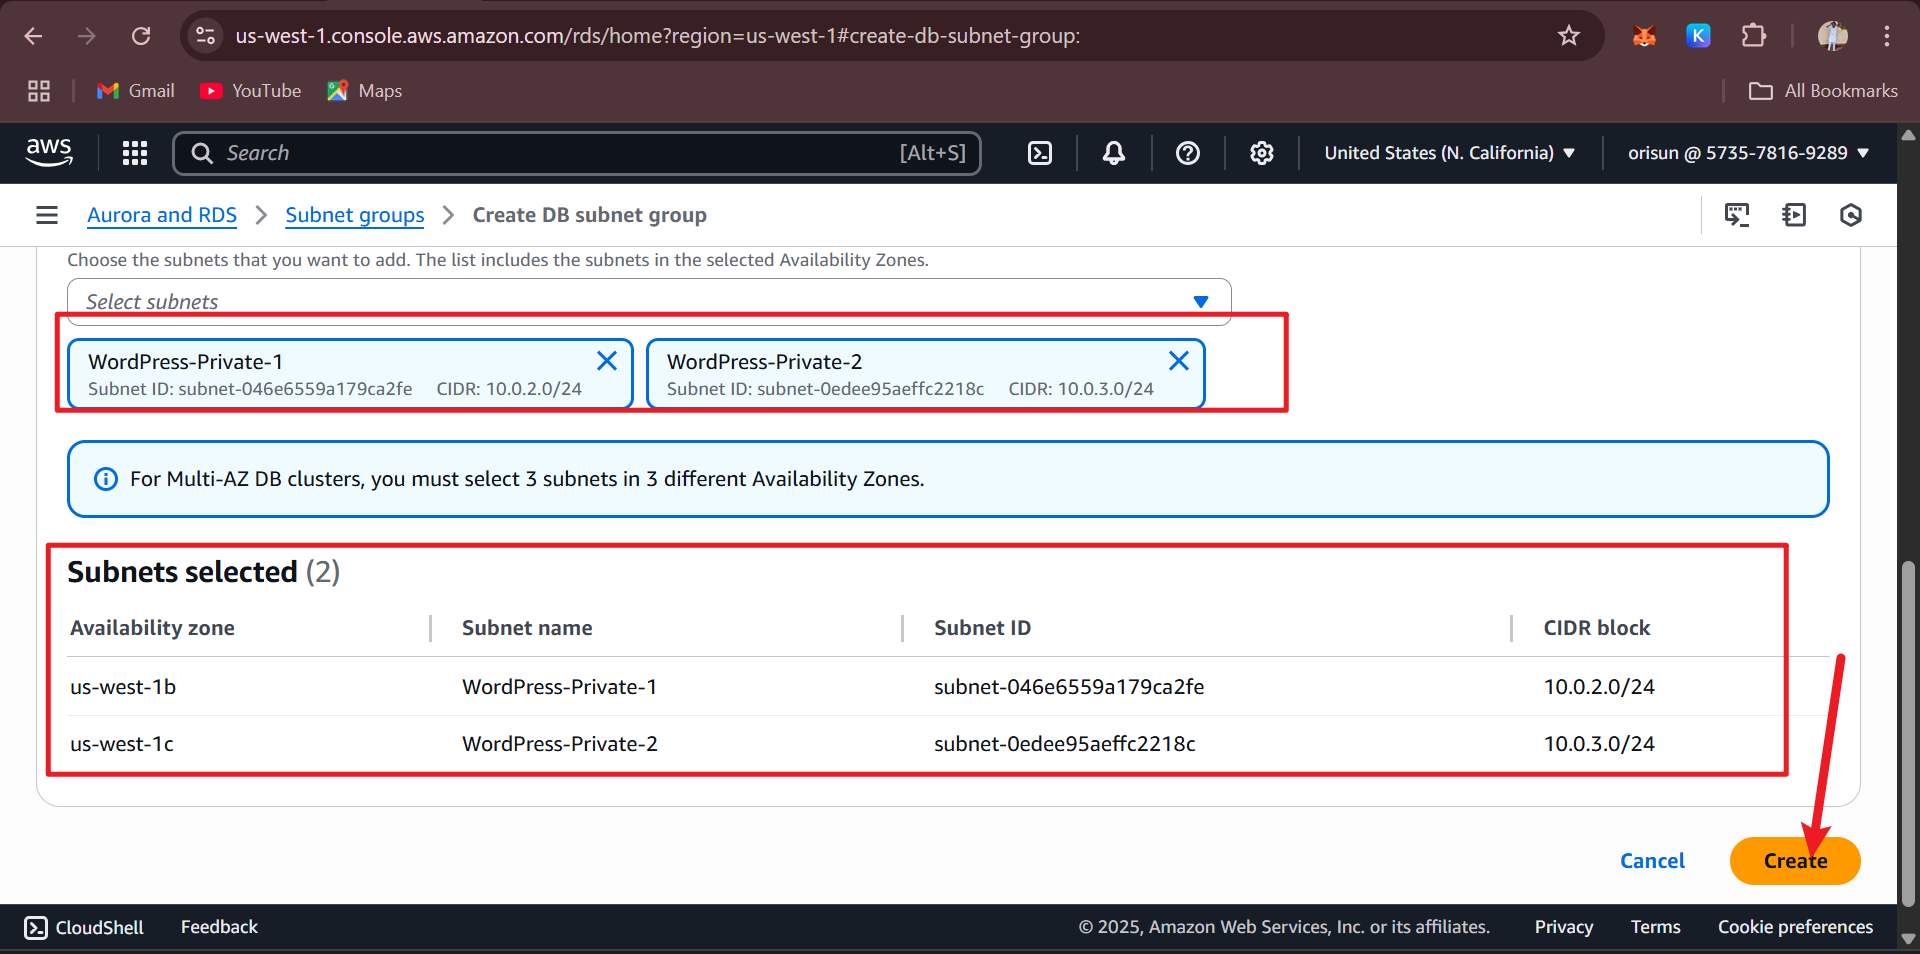 us-west-1.console.aws.amazon.com/rds/home?region=us-west-1#create-db-subnet-group:
K
Gmail YouTube Maps All Bookmarks
aws Search [Alt+S] United States (N. California) orisun @ 5735-7816-9289
Aurora and RDS Subnet groups Create DB subnet group
Choose the subnets that you want to add. The list includes the subnets in the selected Availability Zones.
Select subnets
WordPress-Private-1 WordPress-Private-2
Subnet ID: subnet-046e6559a179ca2fe CIDR: 10.0.2.0/24 Subnet ID: subnet-0edee95aeffc2218c CIDR: 10.0.3.0/24
For Multi-AZ DB clusters, you must select 3 subnets in 3 different Availability Zones.
Subnets selected (2)
Availability zone Subnet name Subnet ID CIDR block
us-west-1b WordPress-Private-1 subnet-046e6559a179ca2fe 10.0.2.0/24
us-west-1c WordPress-Private-2 subnet-0edee95aeffc2218c 10.0.3.0/24
Cancel Create
CloudShell Feedback © 2025, Amazon Web Services, Inc. or its affiliates. Privacy Terms Cookie preferences